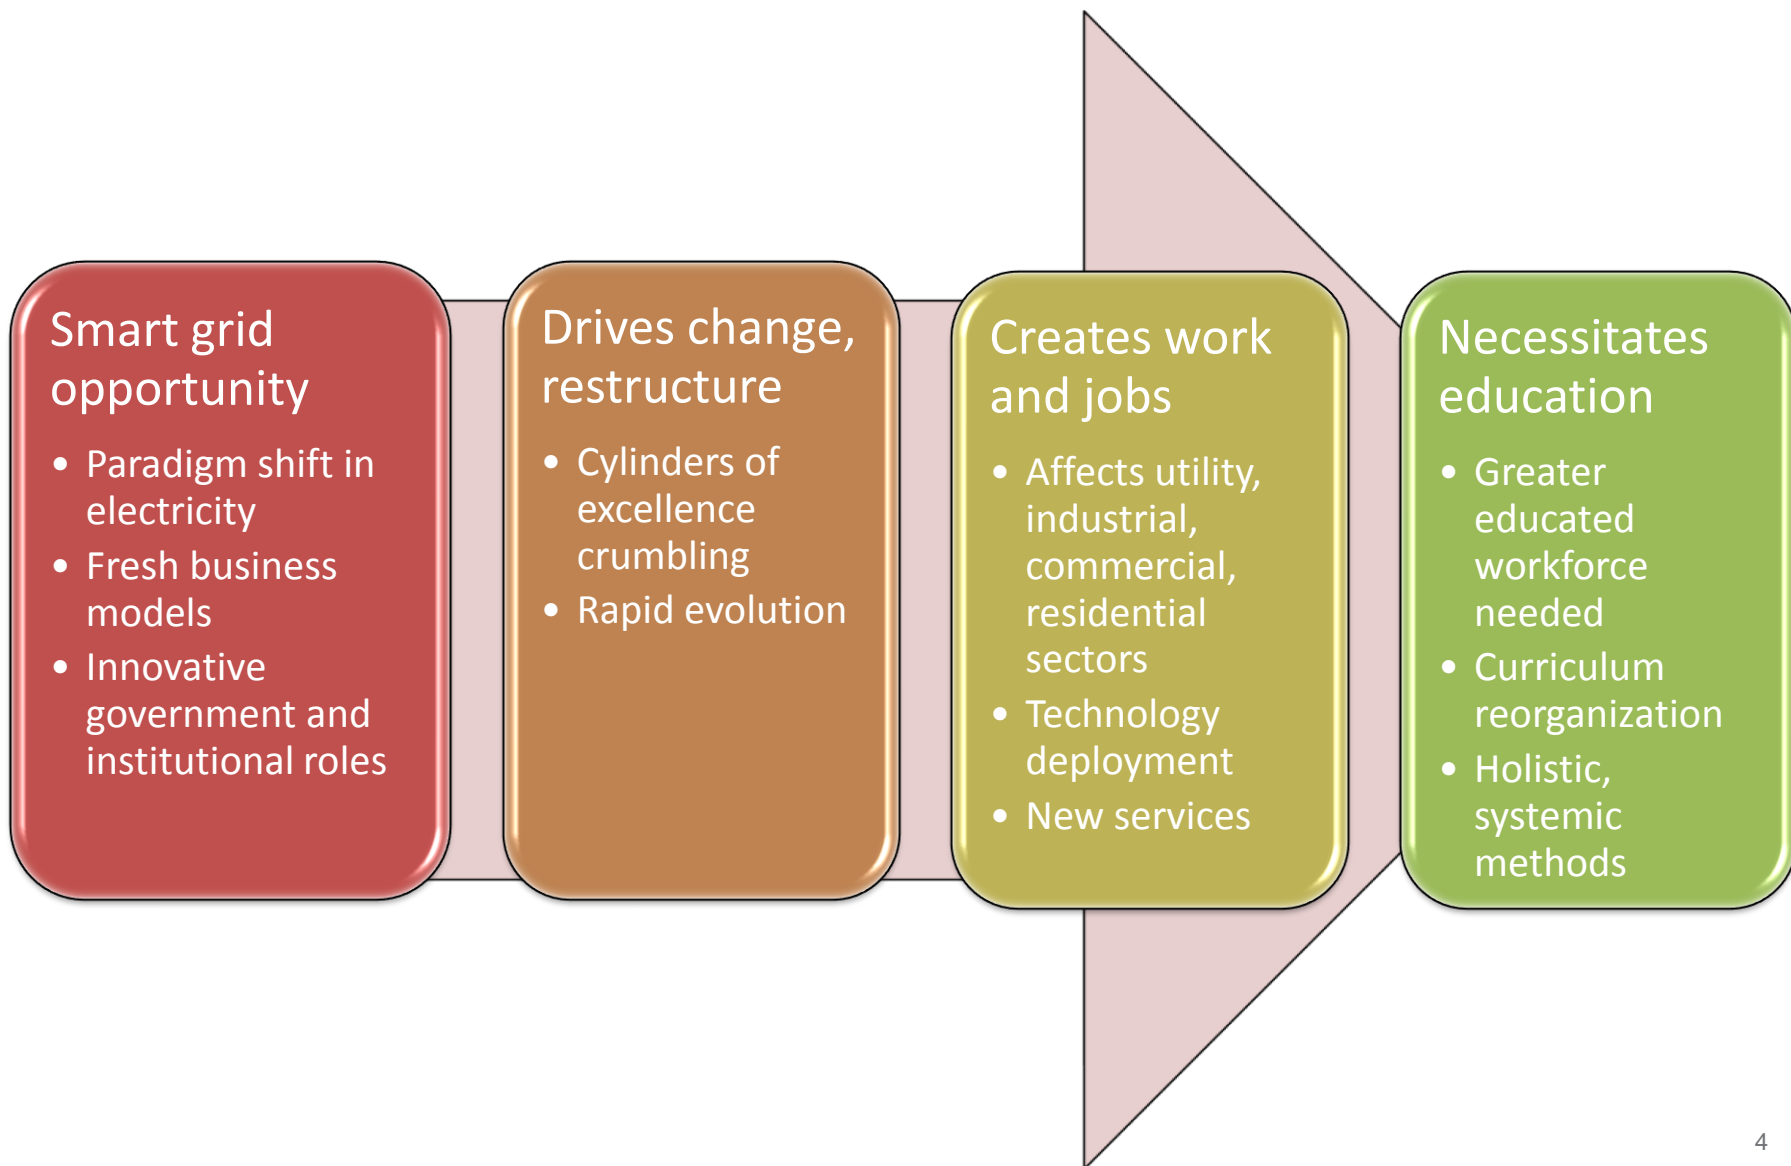 Smart grid
opportunity
• Paradigm shift in
electricity
• Fresh business
models
• Innovative
government and
institutional roles
Drives change,
restructure
• Cylinders of
excellence
crumbling
• Rapid evolution
Creates work
and jobs
• Affects utility,
industrial,
commercial,
residential
sectors
• Technology
deployment
• New services
Necessitates
education
• Greater
educated
workforce
needed
• Curriculum
reorganization
• Holistic,
systemic
methods
4